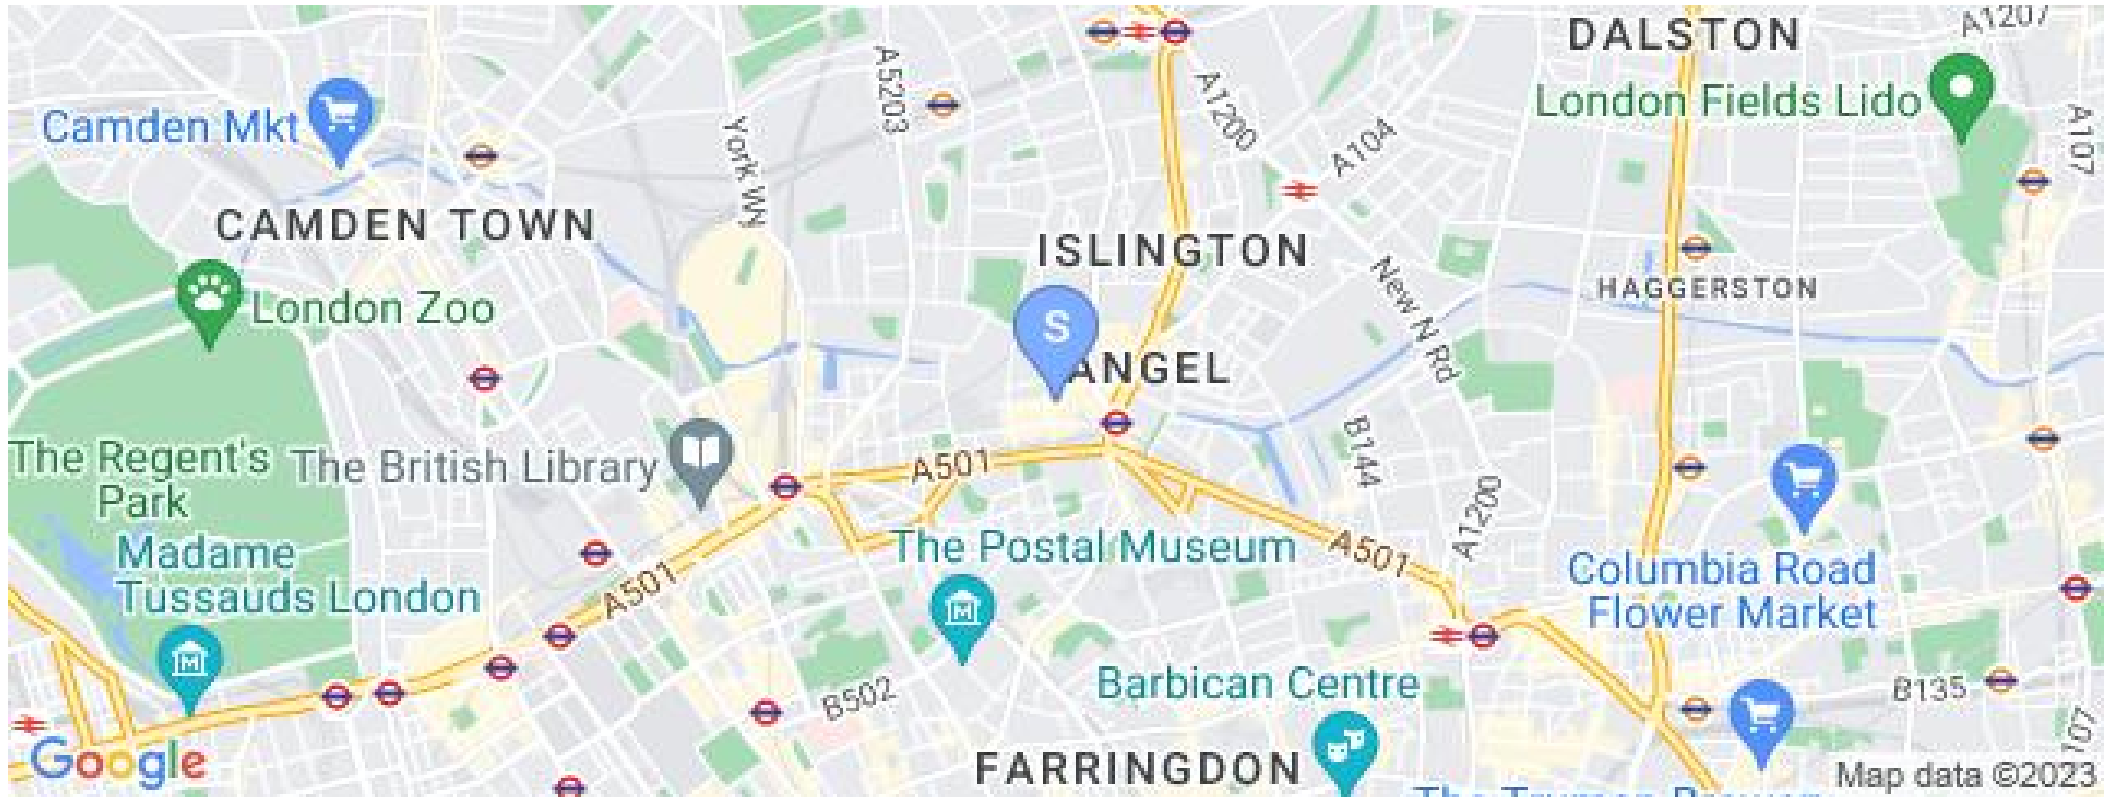 DALSTON
A1207
London Fields Lido
Camden Mkt
A5203
A1200
A104
A107
York Wy
CAMDEN TOWN
ISLINGTON
HAGGERSTON
London Zoo
New N Rd
S
ANGEL
The Regent's
Park
The British Library
A501
B144
A1200
Madame
Tussauds London
A501
The Postal Museum
A501
Columbia Road
Flower Market
Barbican Centre
B502
B135
107
FARRINGDON
Google
Map data ©2023